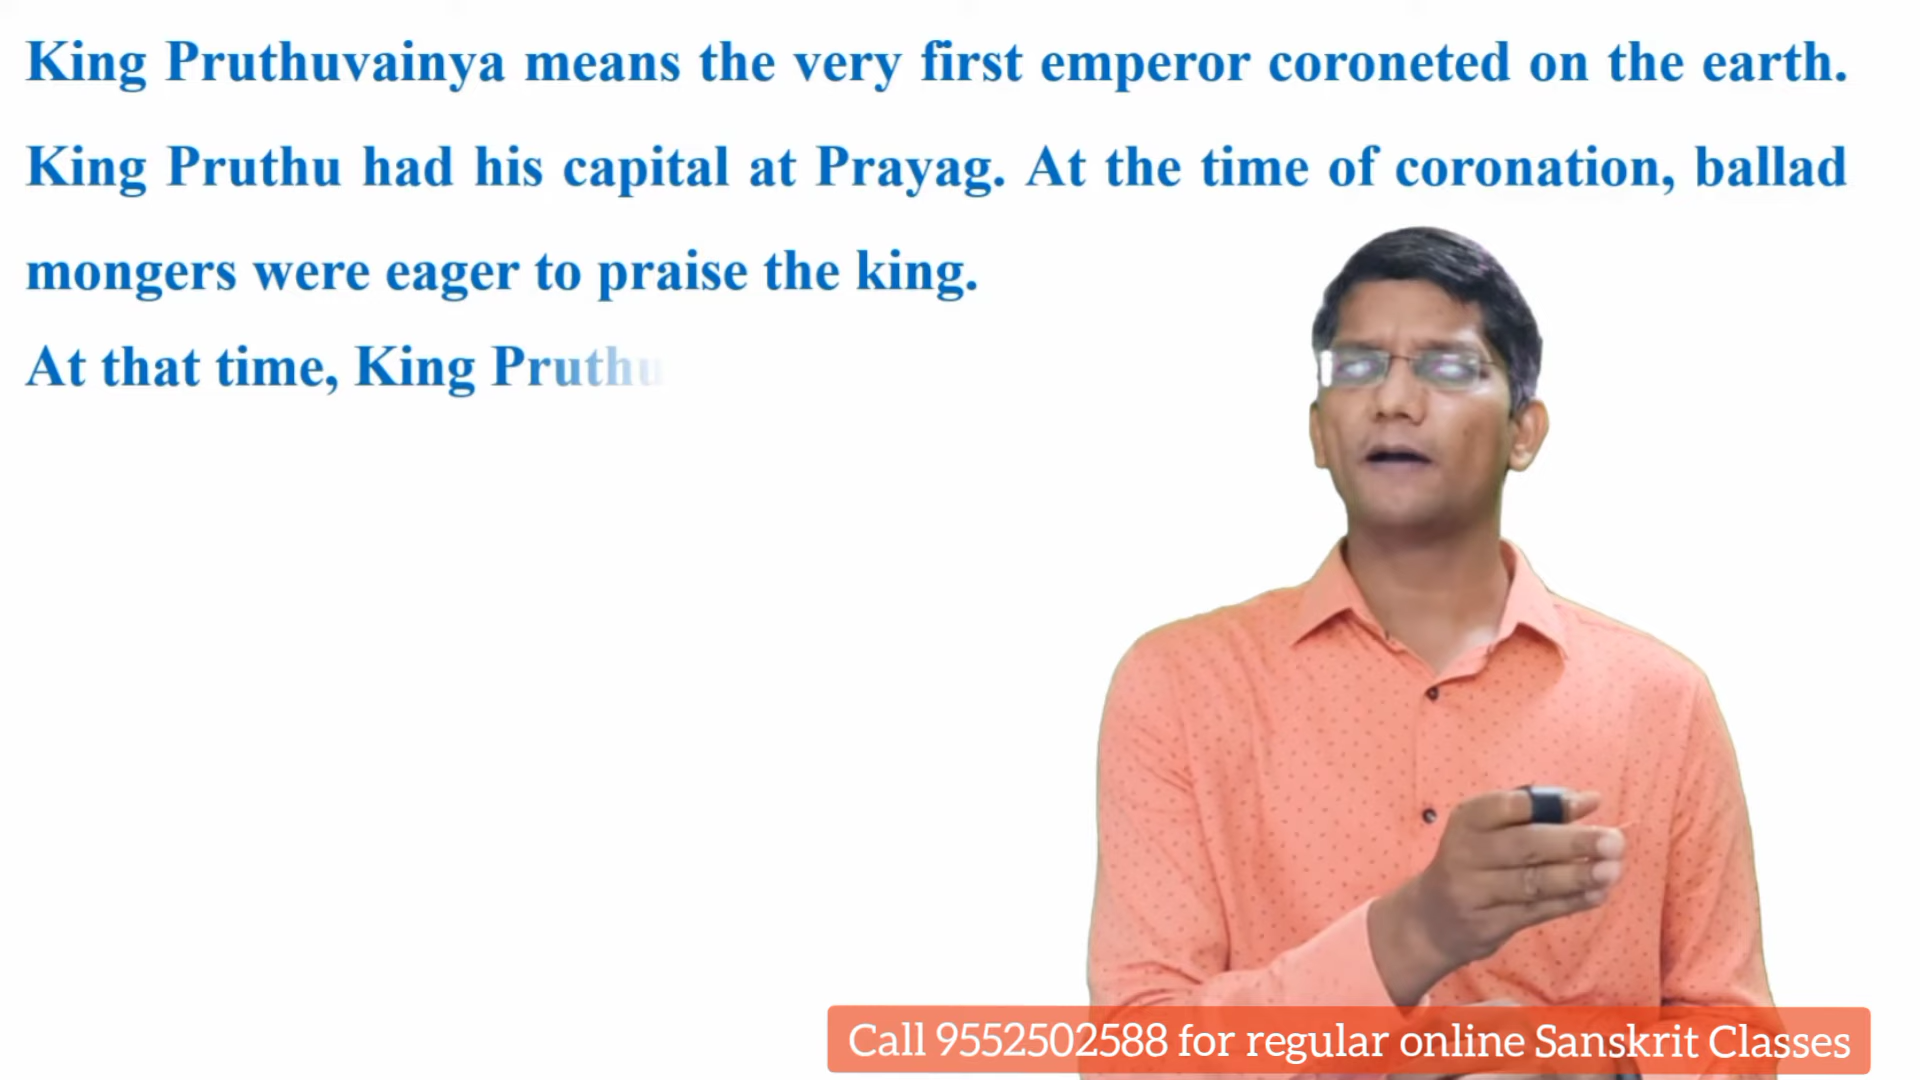 King Pruthuvainya means the very first emperor coroneted on the earth.
King Pruthu had his capital at Prayag. At the time of coronation, ballad
mongers were eager to praise the king.
At that time, King Pruthu
Call 9552502588 for regular online Sanskrit Classes